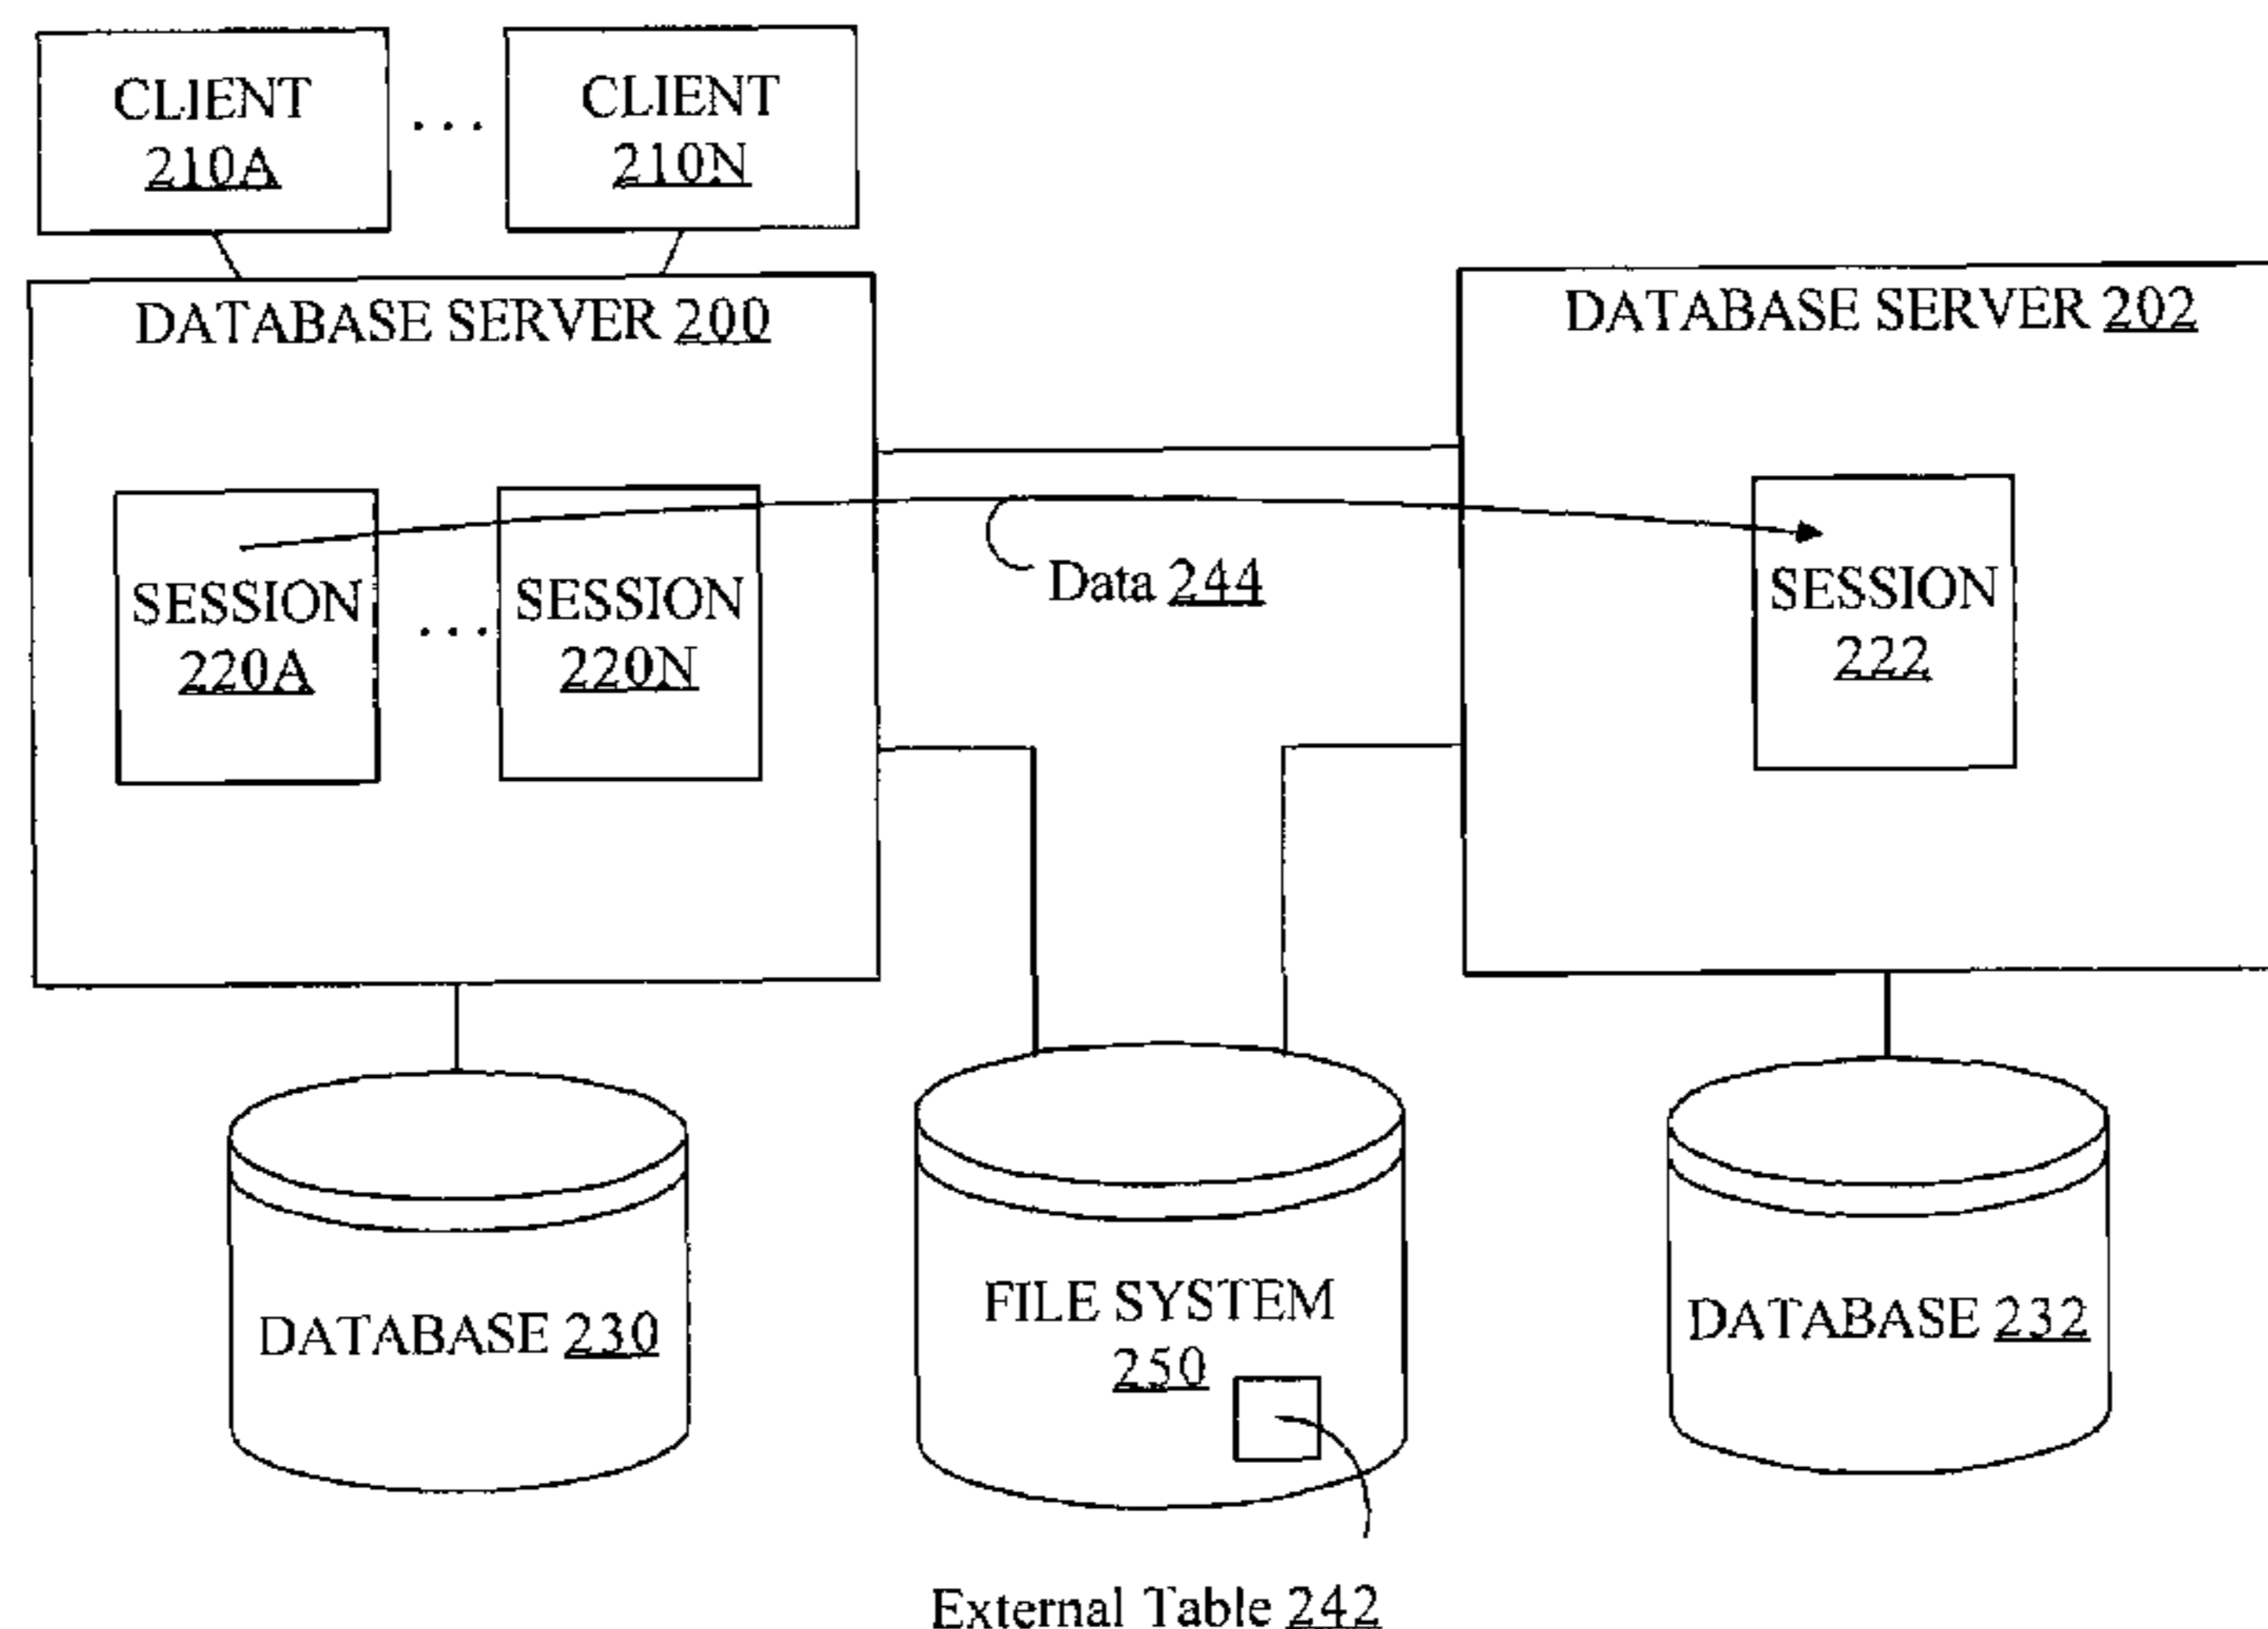 CLIENT
210A
...
CLIENT
210N
DATABASE SERVER 200
DATABASE SERVER 202
SESSION
220A
...
SESSION
220N
Data 244
SESSION
222
DATABASE 230
FILE SYSTEM
250
DATABASE 232
External Table 242